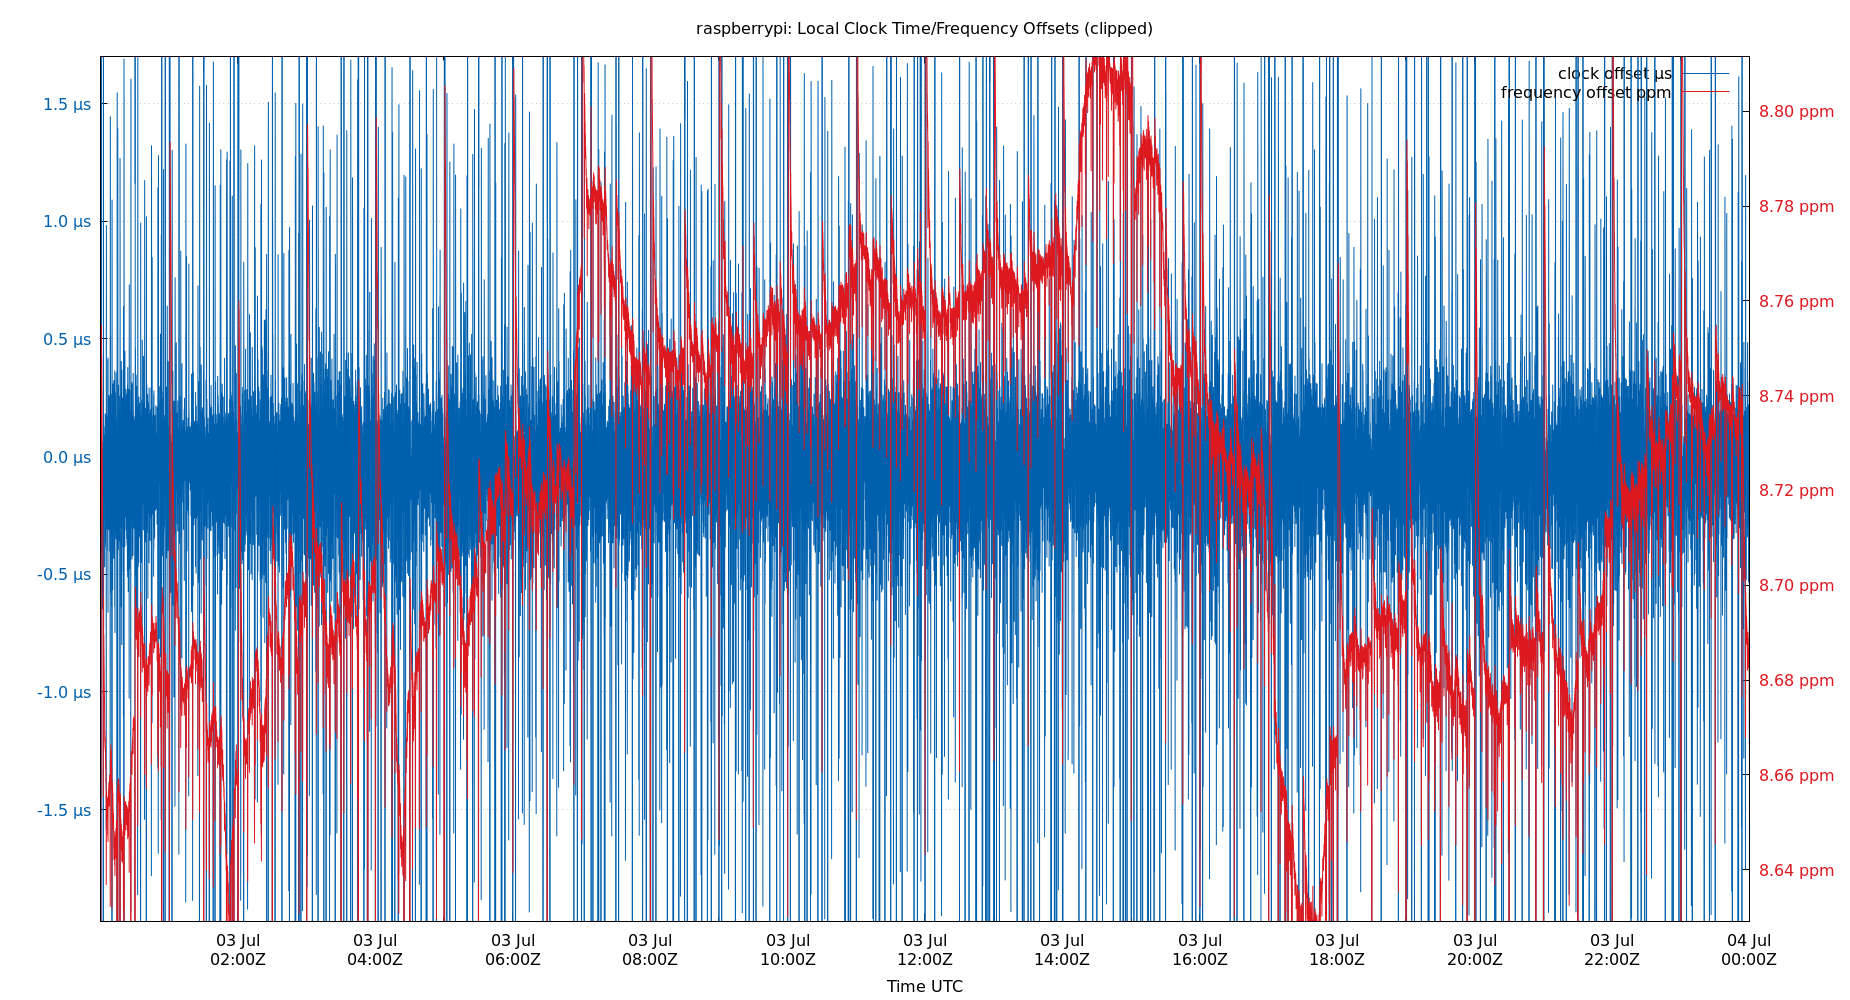 raspberrypi: Local Clock Time/Frequency Offsets (clipped)
clock offset µs
frequency offset ppm
1.5 µs
1.0 µs
0.5 µs
0.0 µs
-0.5 µs
-1.0 µs
-1.5 µs
8.80 ppm
8.78 ppm
8.76 ppm
8.74 ppm
8.72 ppm
8.70 ppm
8.68 ppm
8.66 ppm
8.64 ppm
03 Jul 03 Jul 03 Jul 03 Jul 03 Jul 03 Jul 03 Jul 03 Jul 03 Jul 03 Jul 03 Jul 04 Jul
02:00Z 04:00Z 06:00Z 08:00Z 10:00Z 12:00Z 14:00Z 16:00Z 18:00Z 20:00Z 22:00Z 00:00Z
Time UTC